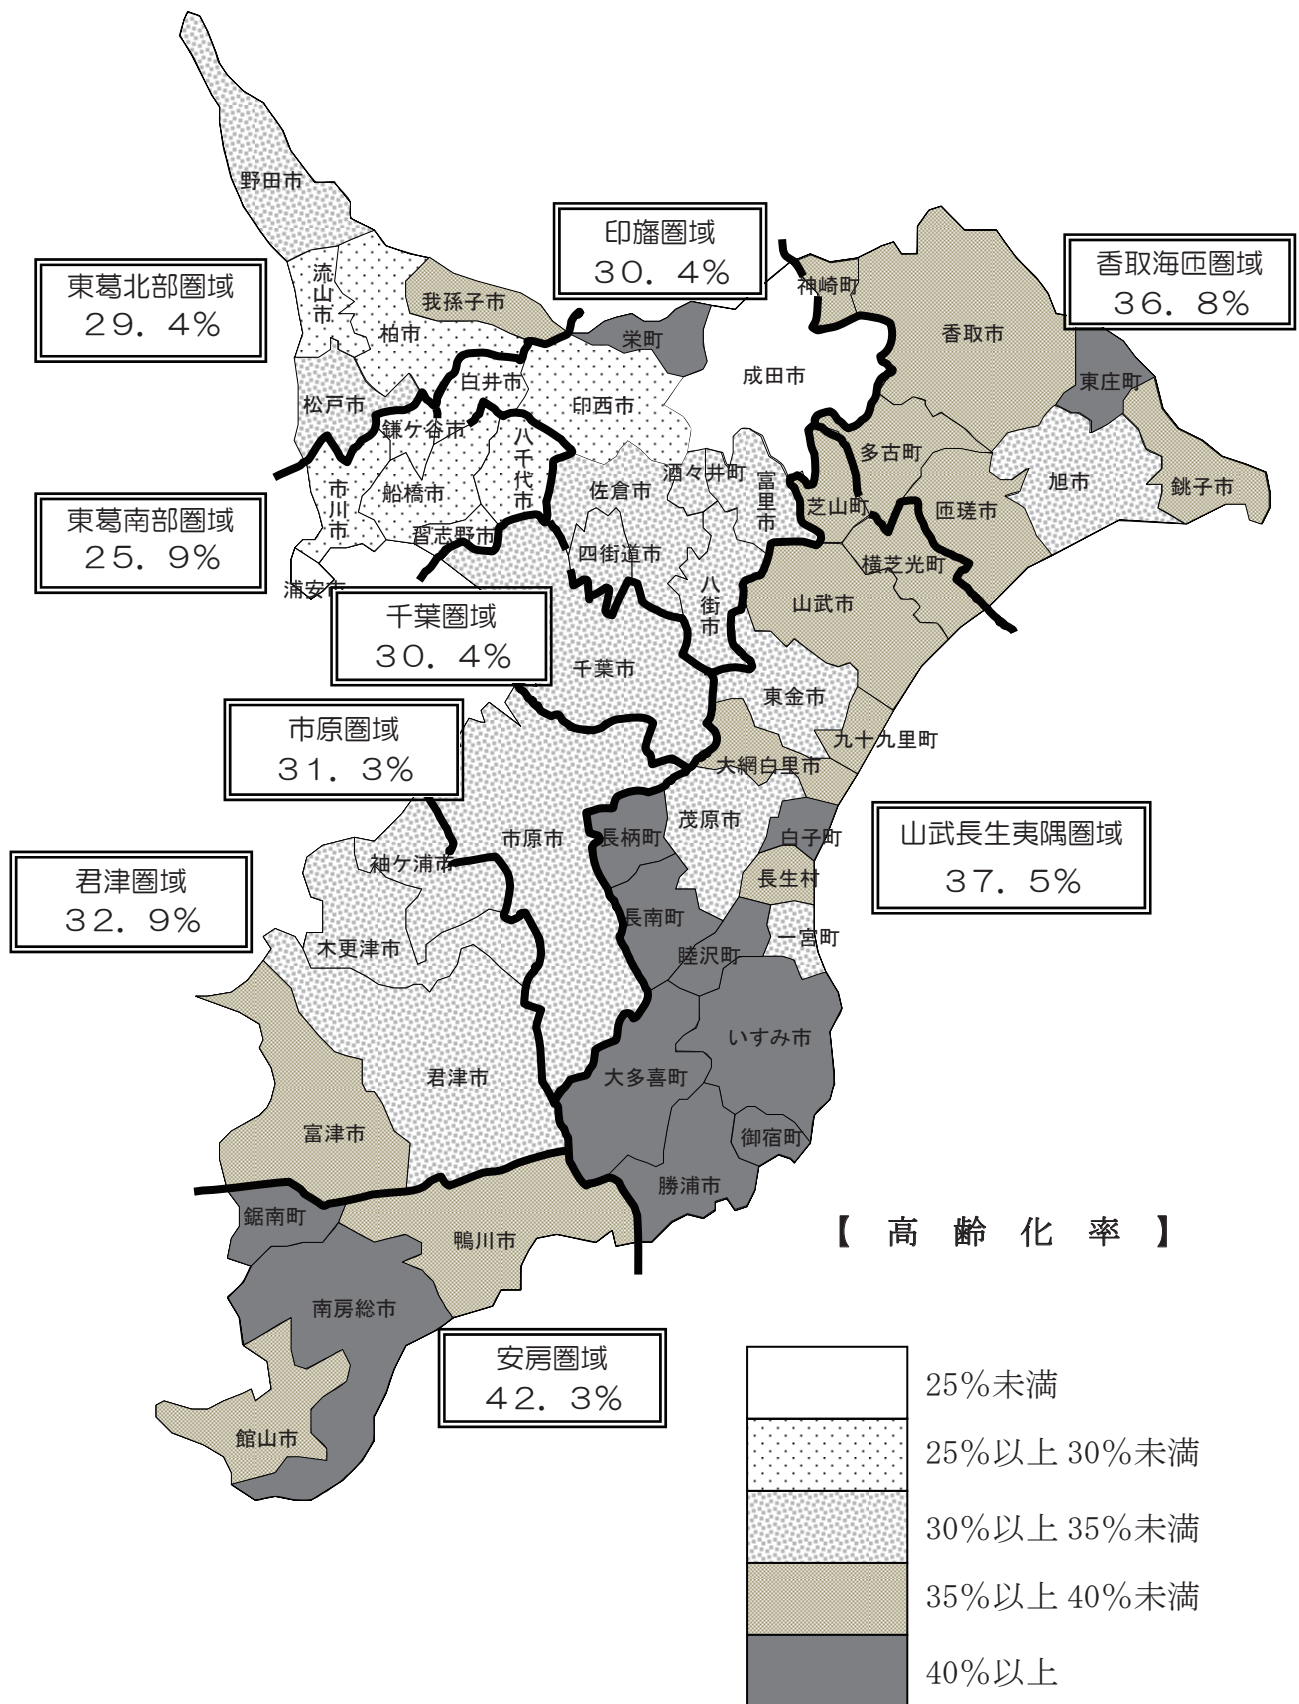 野田市
印旛圏域
30.4%
香取海匝圏域
36.8%
東葛北部圏域
29.4%
流山市
我孫子市
神崎町
柏市
栄町
香取市
成田市
東庄町
白井市
印西市
松戸市
鎌ケ谷市
八千代市
多古町
酒々井町
富里市
旭市
船橋市
佐倉市
銚子市
市川市
芝山町
匝瑳市
東葛南部圏域
25.9%
習志野市
四街道市
横芝光町
浦安市
八街市
山武市
千葉圏域
30.4%
千葉市
東金市
市原圏域
31.3%
九十九里町
大網白里市
茂原市
市原市
長柄町
白子町
山武長生夷隅圏域
37.5%
袖ケ浦市
君津圏域
32.9%
長生村
長南町
一宮町
木更津市
睦沢町
いすみ市
君津市
大多喜町
富津市
御宿町
勝浦市
鋸南町
鴨川市
【高齢化率】
南房総市
安房圏域
42.3%
館山市
25%未満
25%以上 30%未満
30%以上 35%未満
35%以上 40%未満
40%以上